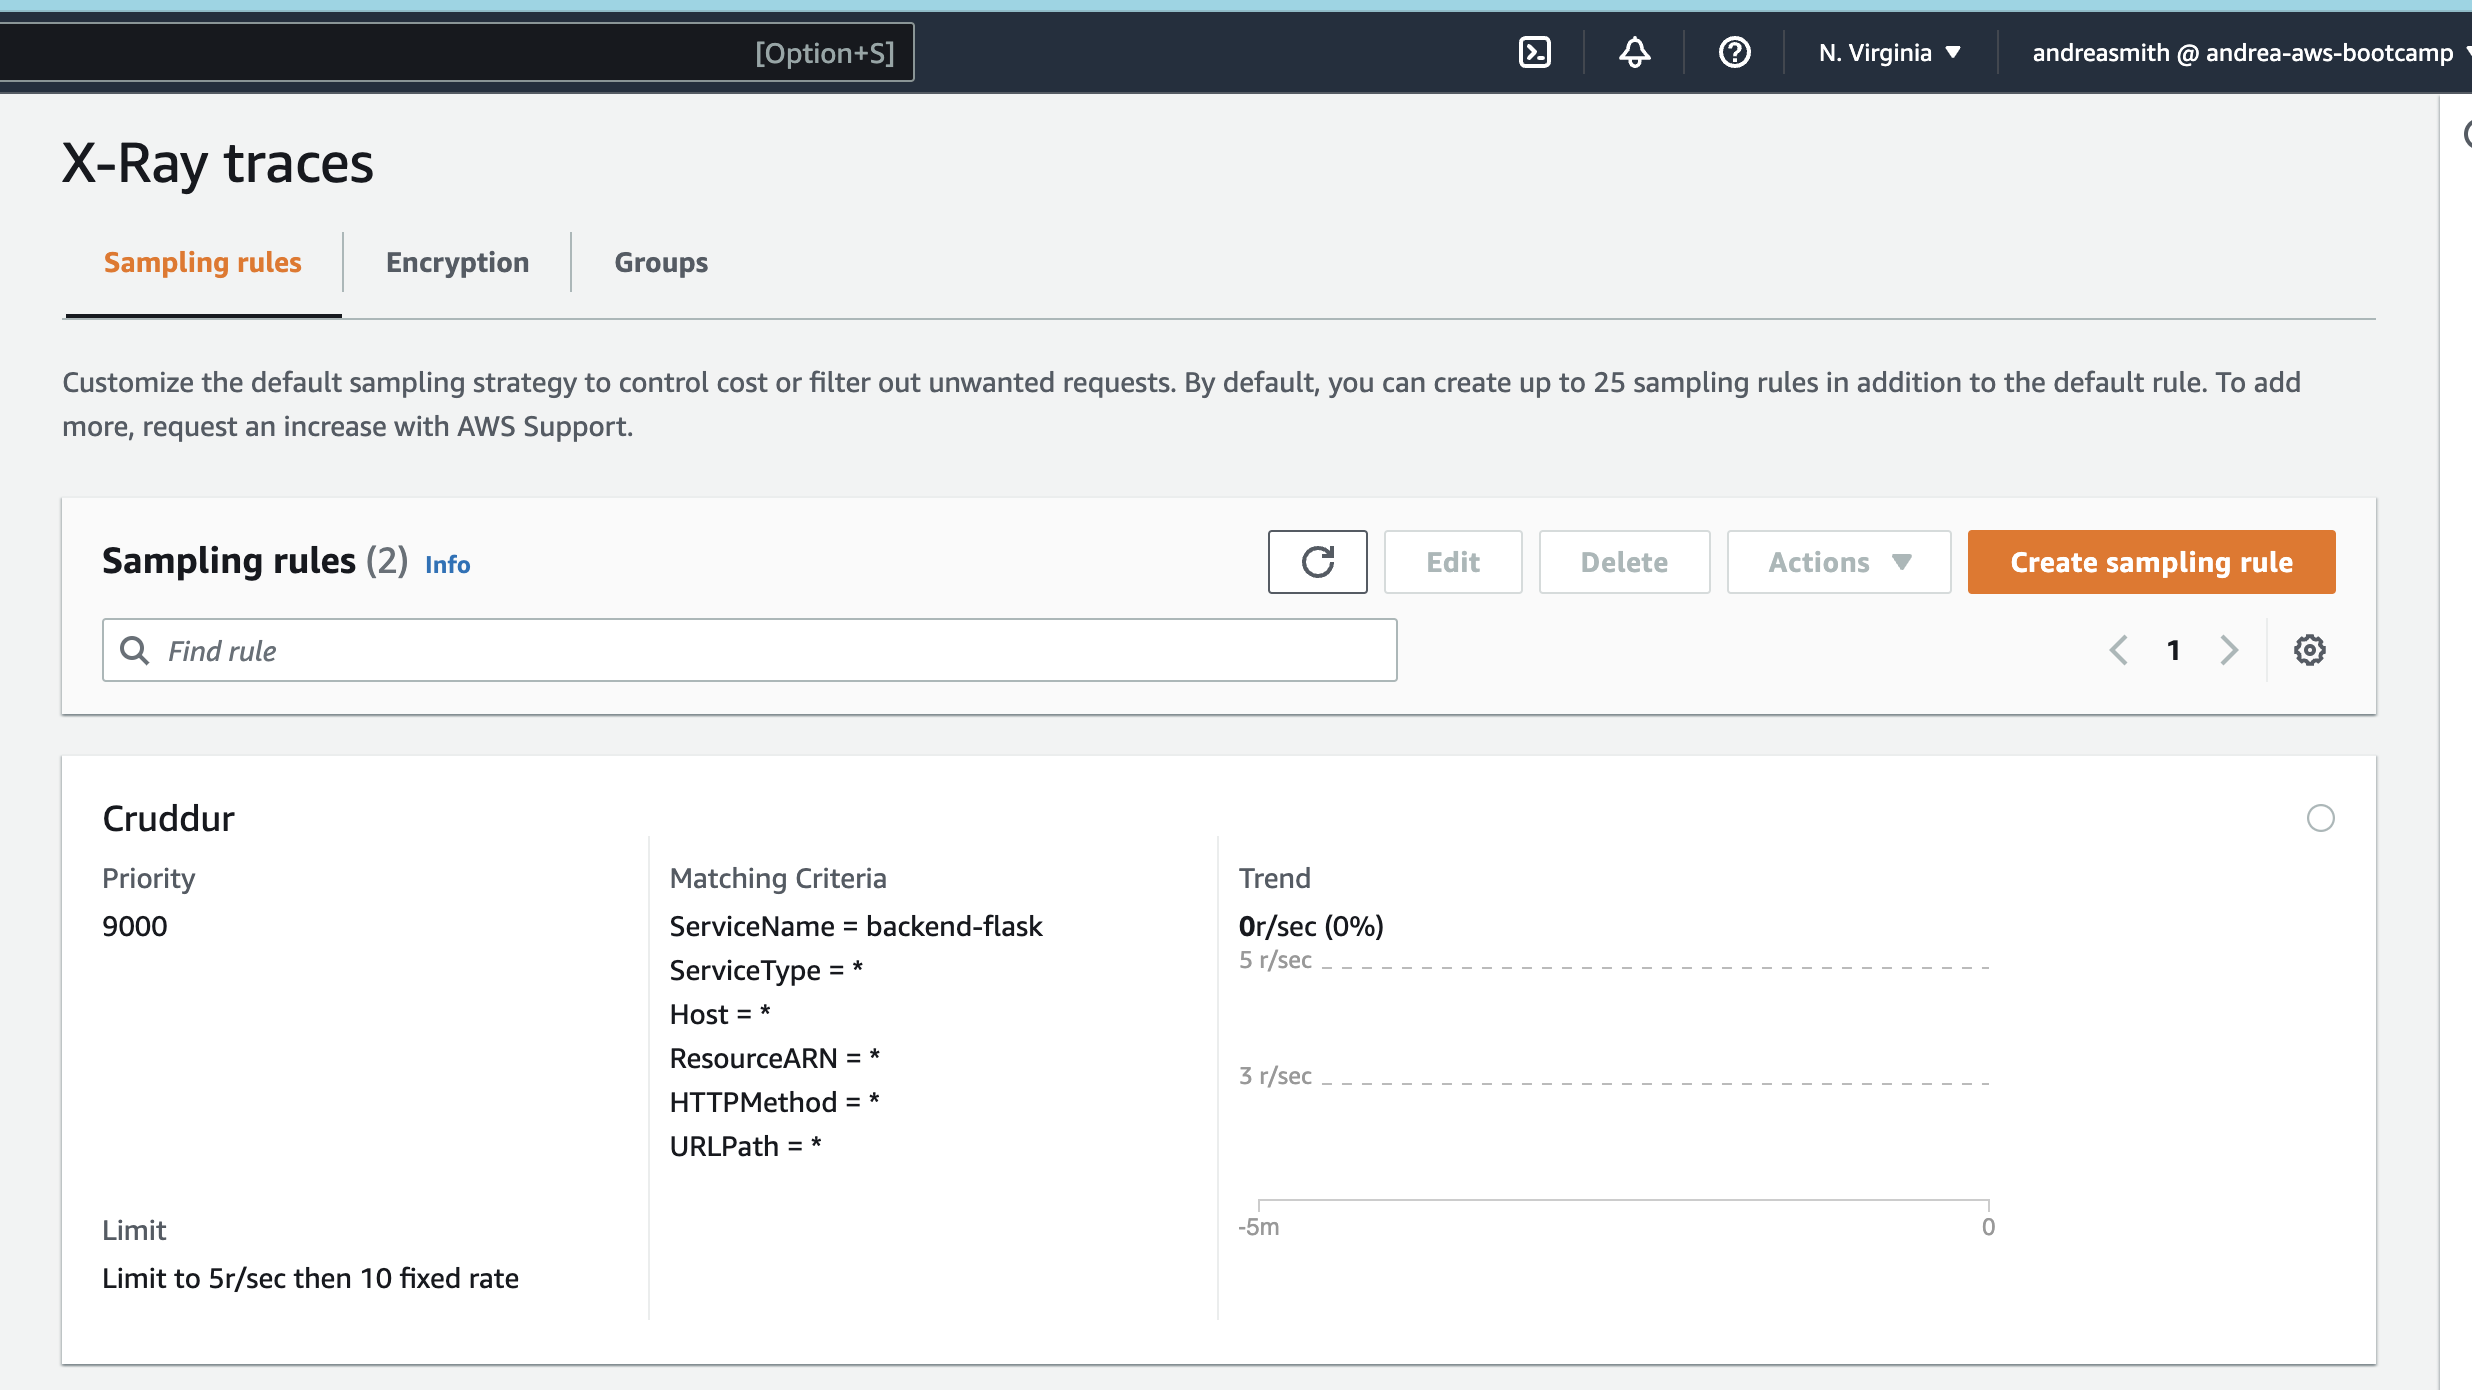 [Option+S]
N. Virginia
andreasmith @ andrea-aws-bootcamp
X-Ray traces
Sampling rules
Encryption
Groups
Customize the default sampling strategy to control cost or filter out unwanted requests. By default, you can create up to 25 sampling rules in addition to the default rule. To add
more, request an increase with AWS Support.
Sampling rules (2) Info
Edit
Delete
Actions
Create sampling rule
Find rule
1
Cruddur
Priority
9000
Limit
Limit to 5r/sec then 10 fixed rate
Matching Criteria
ServiceName = backend-flask
ServiceType = *
Host = *
ResourceARN = *
HTTPMethod = *
URLPath = *
Trend
0r/sec (0%)
5 r/sec
3 r/sec
-5m
0